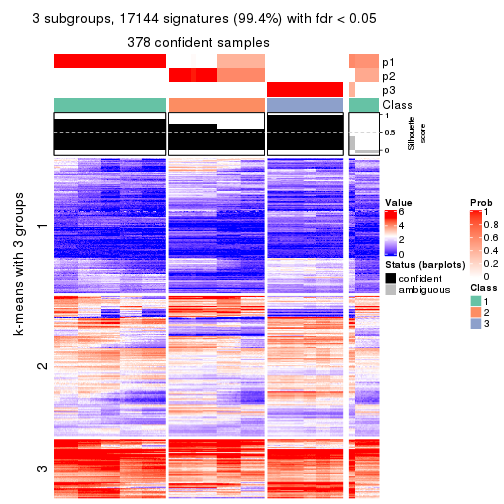 3 subgroups, 17144 signatures (99.4%) with fdr < 0.05
378 confident samples
p1
p2
p3
Class
1
0.5
0
Silhouette
score
k-means with 3 groups
1
2
3
Value
6
4
2
0
Status (barplots)
confident
ambiguous
Prob
1
0.8
0.6
0.4
0.2
0
Class
1
2
3